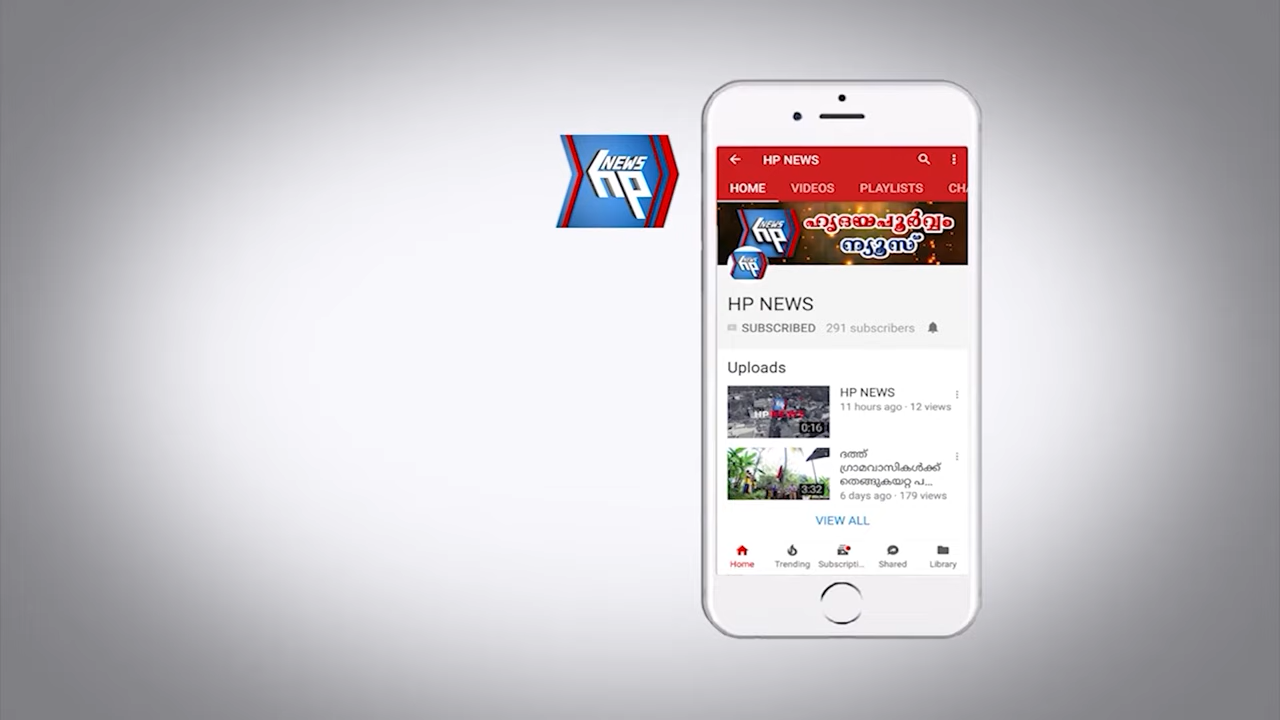 NEWS
hp
HP NEWS
HOME VIDEOS PLAYLISTS CHA
NEWS
hp
ഹൃദയപൂർവ്വം
ന്യൂസ്
hp
HP NEWS
SUBSCRIBED 291 subscribers
Uploads
HP NEWS
11 hours ago · 12 views
HP NEWS
0:16
ദത്ത്
ഗ്രാമവാസികൾക്ക്
തെങ്ങുകയറ്റ പ...
6 days ago · 179 views
3:32
VIEW ALL
Home Trending Subscripti... Shared Library